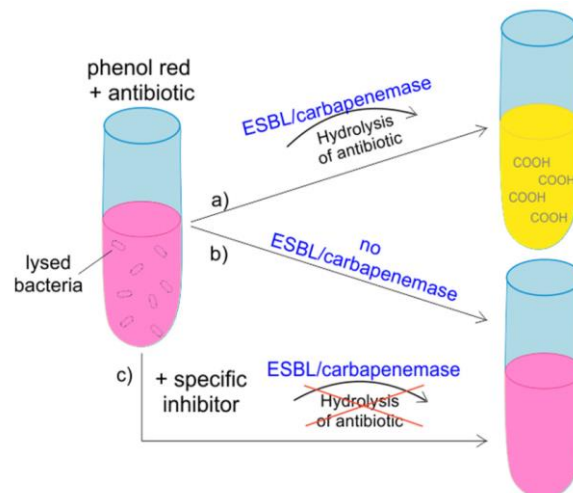 phenol red
+ antibiotic
ESBL/carbapenemase
Hydrolysis
of antibiotic
a)
COOH
COOH
COOH
COOH
lysed
bacteria
b)
no
ESBL/carbapenemase
c)
+ specific
inhibitor
ESBL/carbapenemase
Hydrolysis
of antibiotic